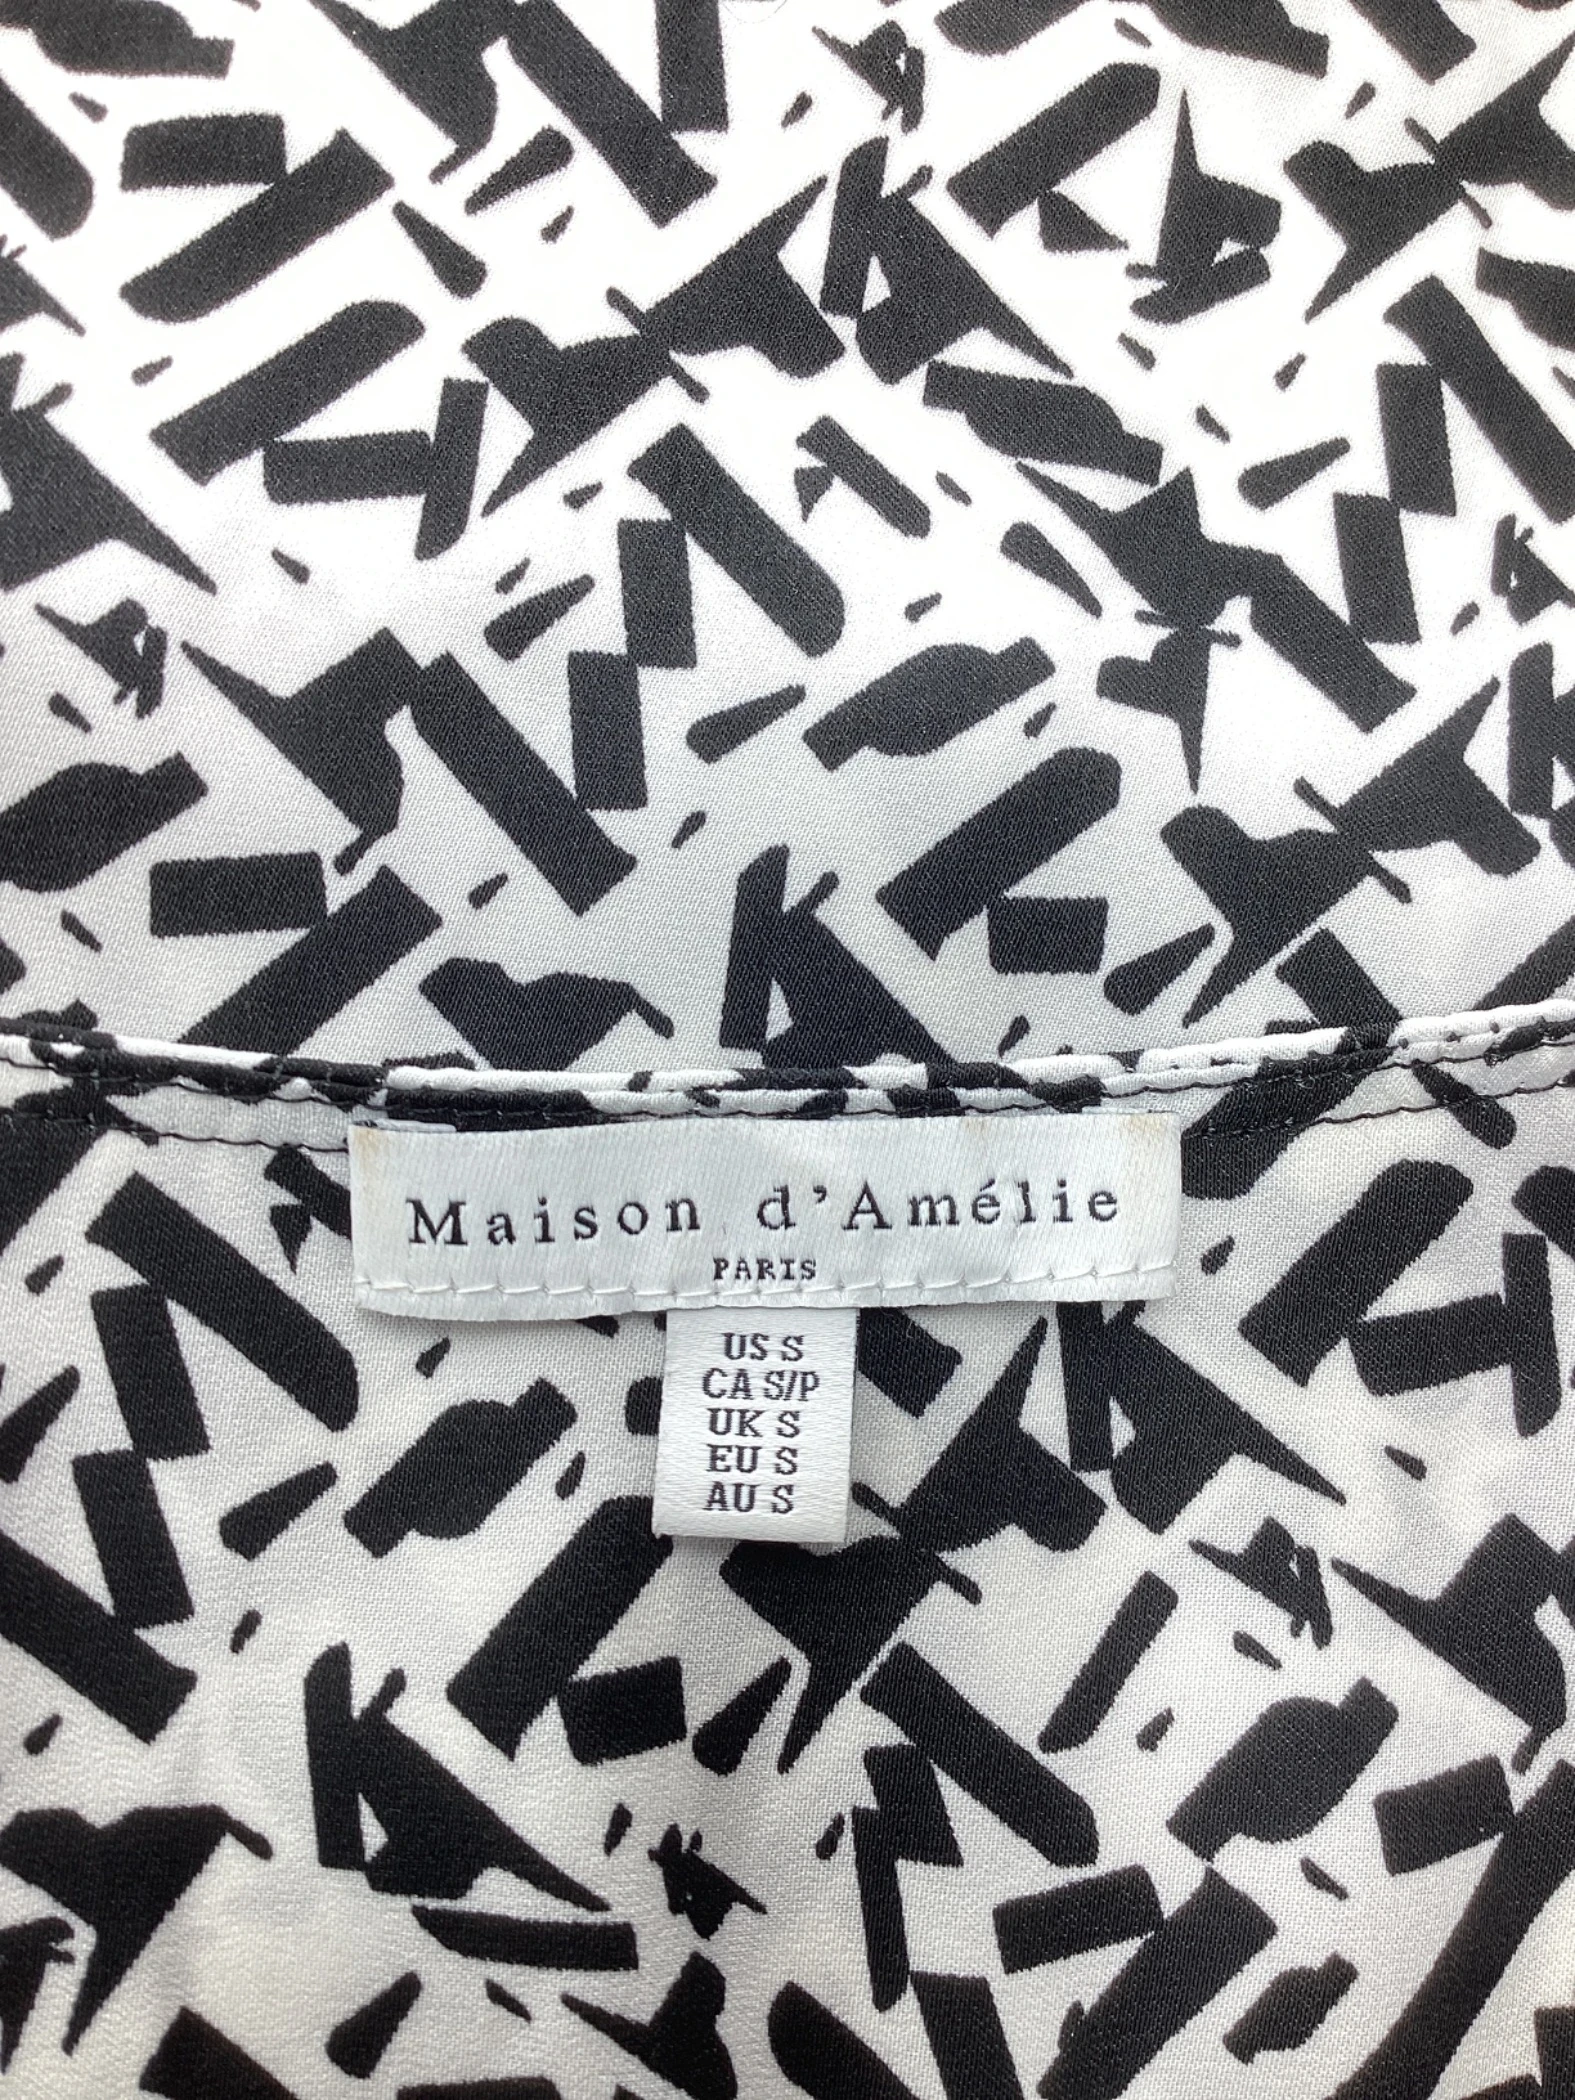 Maison d'Amélie
PARIS
US S
CA S/P
UK S
EU S
AU S